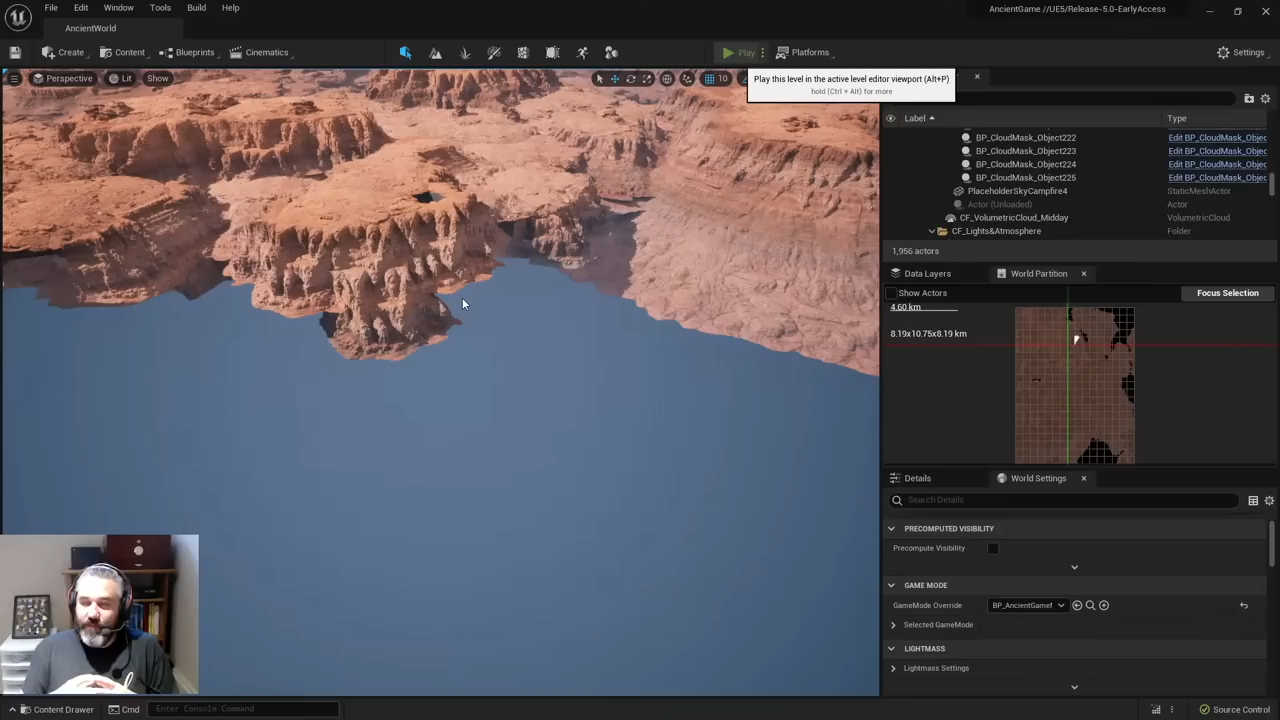 File Edit Window Tools Build Help
AncientGame //UE5/Release-5.0-EarlyAccess
AncientWorld
Create Content Blueprints Cinematics Play Platforms Settings
Perspective Lit Show 10
Play this level in the active level editor viewport (Alt+P)
hold (Ctrl + Alt) for more
Label Type
BP_CloudMask_Object222 Edit BP_CloudMask_Objec
BP_CloudMask_Object223 Edit BP_CloudMask_Objec
BP_CloudMask_Object224 Edit BP_CloudMask_Objec
BP_CloudMask_Object225 Edit BP_CloudMask_Objec
PlaceholderSkyCampfire4 StaticMeshActor
Actor (Unloaded) Actor
CF_VolumetricCloud_Midday VolumetricCloud
CF_Lights&Atmosphere Folder
1,956 actors
Data Layers World Partition
Show Actors Focus Selection
4.60 km
8.19x10.75x8.19 km
Details World Settings
Search Details
PRECOMPUTED VISIBILITY
Precompute Visibility
GAME MODE
GameMode Override BP_AncientGameM
Selected GameMode
LIGHTMASS
Lightmass Settings
Content Drawer Cmd Enter Console Command Source Control